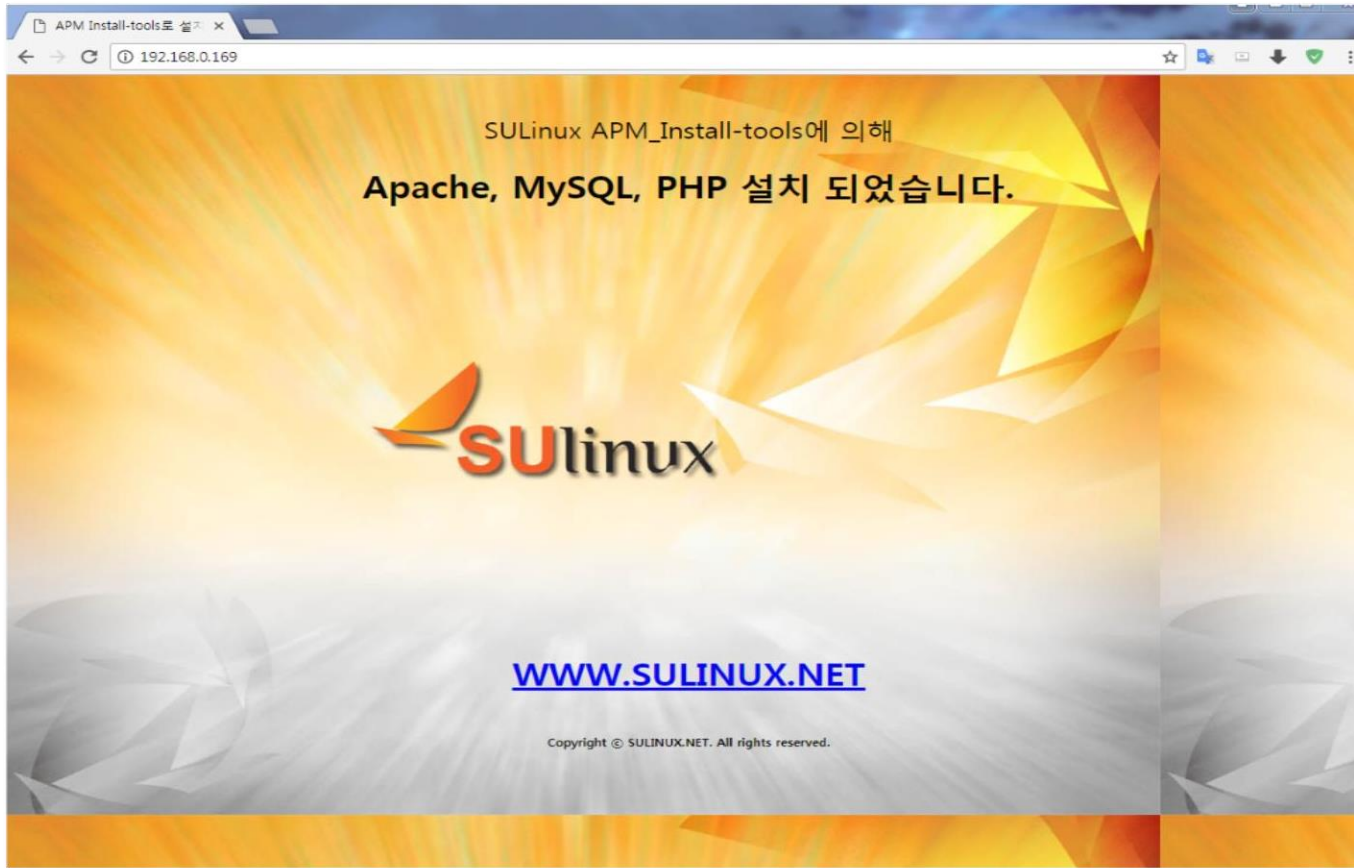 APM Install-tools로 설치
192.168.0.169
SULinux APM_Install-tools에 의해
Apache, MySQL, PHP 설치 되었습니다.
SUlinux
WWW.SULINUX.NET
Copyright © SULINUX.NET. All rights reserved.